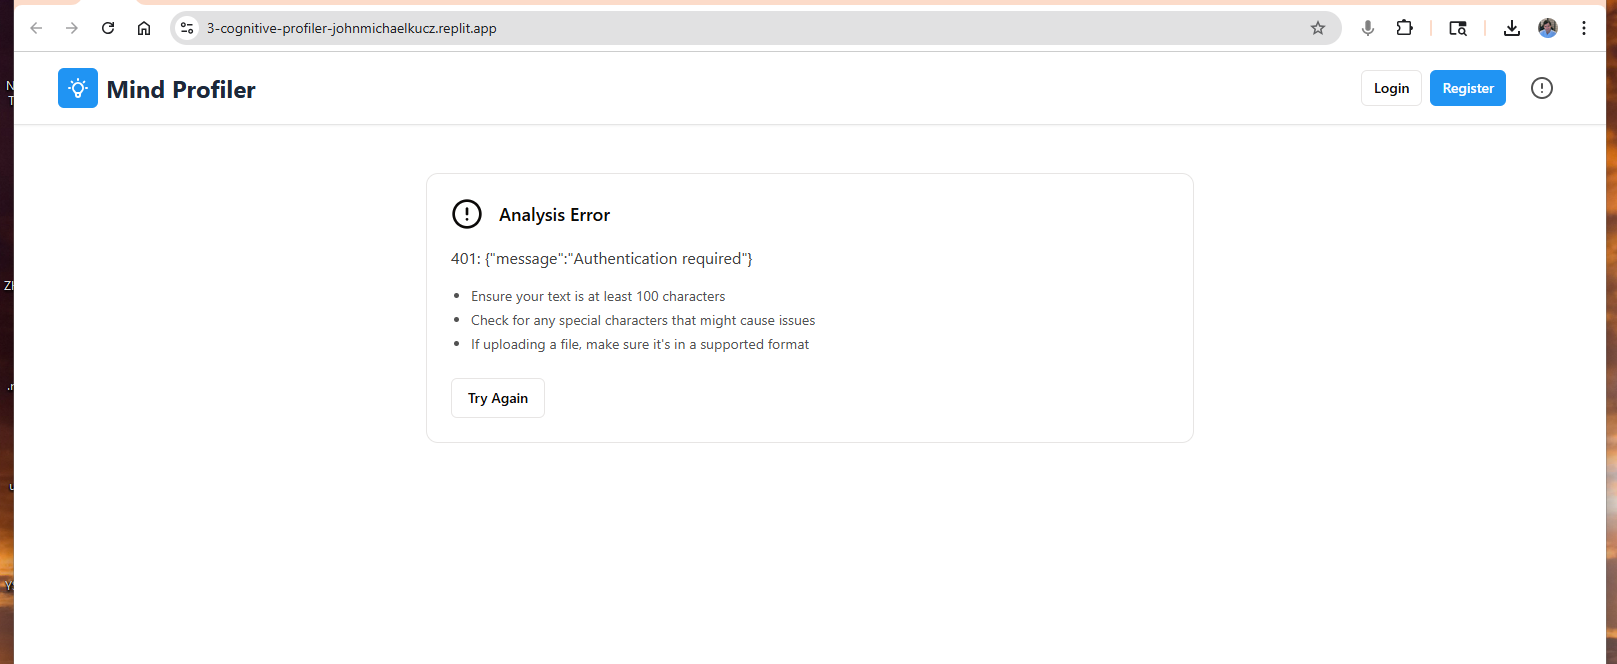 3-cognitive-profiler-johnmichaelkucz.replit.app
Mind Profiler
Login
Register
Analysis Error
401: {"message":"Authentication required"}
• Ensure your text is at least 100 characters
• Check for any special characters that might cause issues
• If uploading a file, make sure it's in a supported format
Try Again